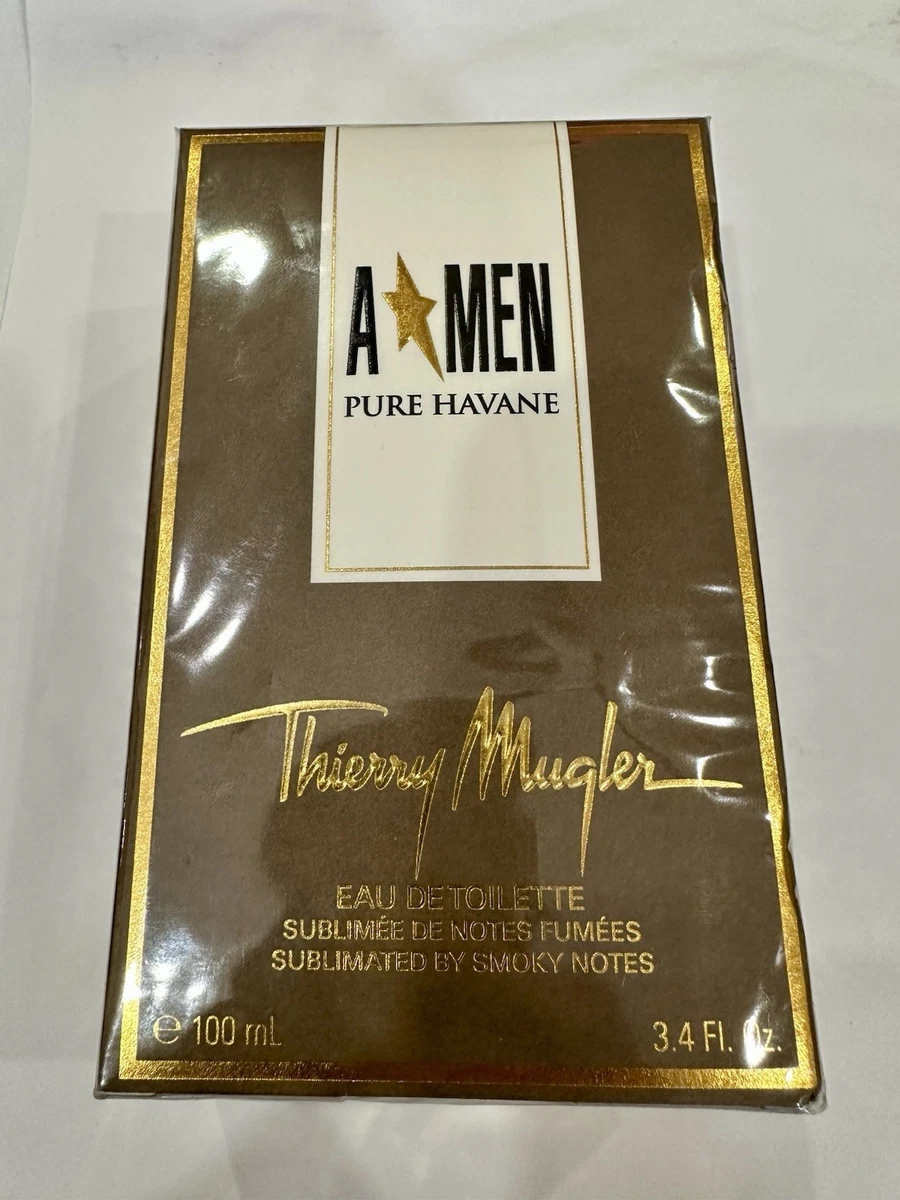 A★MEN
PURE HAVANE
Thierry Mugler
EAU DE TOILETTE
SUBLIMÉE DE NOTES FUMÉES
SUBLIMATED BY SMOKY NOTES
℮ 100 mL
3.4 Fl. Oz.